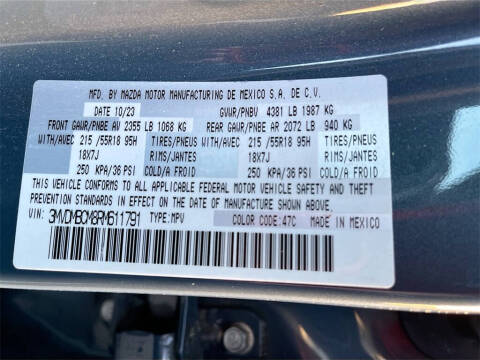 MFD. BY MAZDA MOTOR MANUFACTURING DE MEXICO S.A. DE C.V.
DATE 10/23 GVWR/PNBV 4381 LB 1987 KG
FRONT GAWR/PNBE AV 2355 LB 1068 KG REAR GAWR/PNBE AR 2072 LB 940 KG
WITH/AVEC 215/55R18 95H TIRES/PNEUS WITH/AVEC 215/55R18 95H TIRES/PNEUS
18X7J RIMS/JANTES 18X7J RIMS/JANTES
250 KPA/36 PSI COLD/A FROID 250 KPA/36 PSI COLD/A FROID
THIS VEHICLE CONFORMS TO ALL APPLICABLE FEDERAL MOTOR VEHICLE SAFETY AND THEFT
PREVENTION STANDARDS IN EFFECT ON THE DATE OF MANUFACTURE SHOWN ABOVE.
VIN: 3MVDMBCM8RM611791 TYPE: MPV COLOR CODE: 47C MADE IN MEXICO